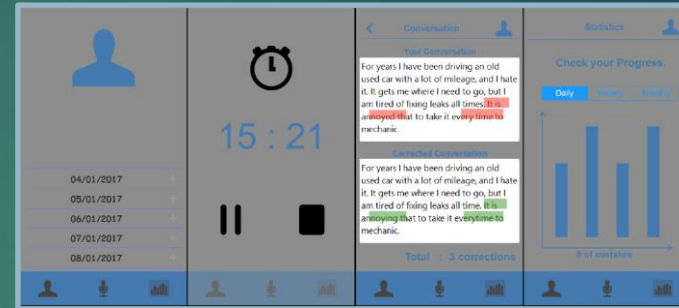 04/01/2017 +
05/01/2017 +
06/01/2017 +
07/01/2017 +
08/01/2017 +
15 : 21
Conversation
Your Conversation
For years I have been driving an old
used car with a lot of mileage, and I hate
it. It gets me where I need to go, but I
am tired of fixing leaks all times. It is
annoyed that to take it every time to
mechanic.
Corrected Conversation
For years I have been driving an old
used car with a lot of mileage, and I hate
it. It gets me where I need to go, but I
am tired of fixing leaks all time. It is
annoying that to take it everytime to
mechanic.
Total : 3 corrections
Statistics
Check your Progress.
Daily Weekly Monthly
# of mistakes